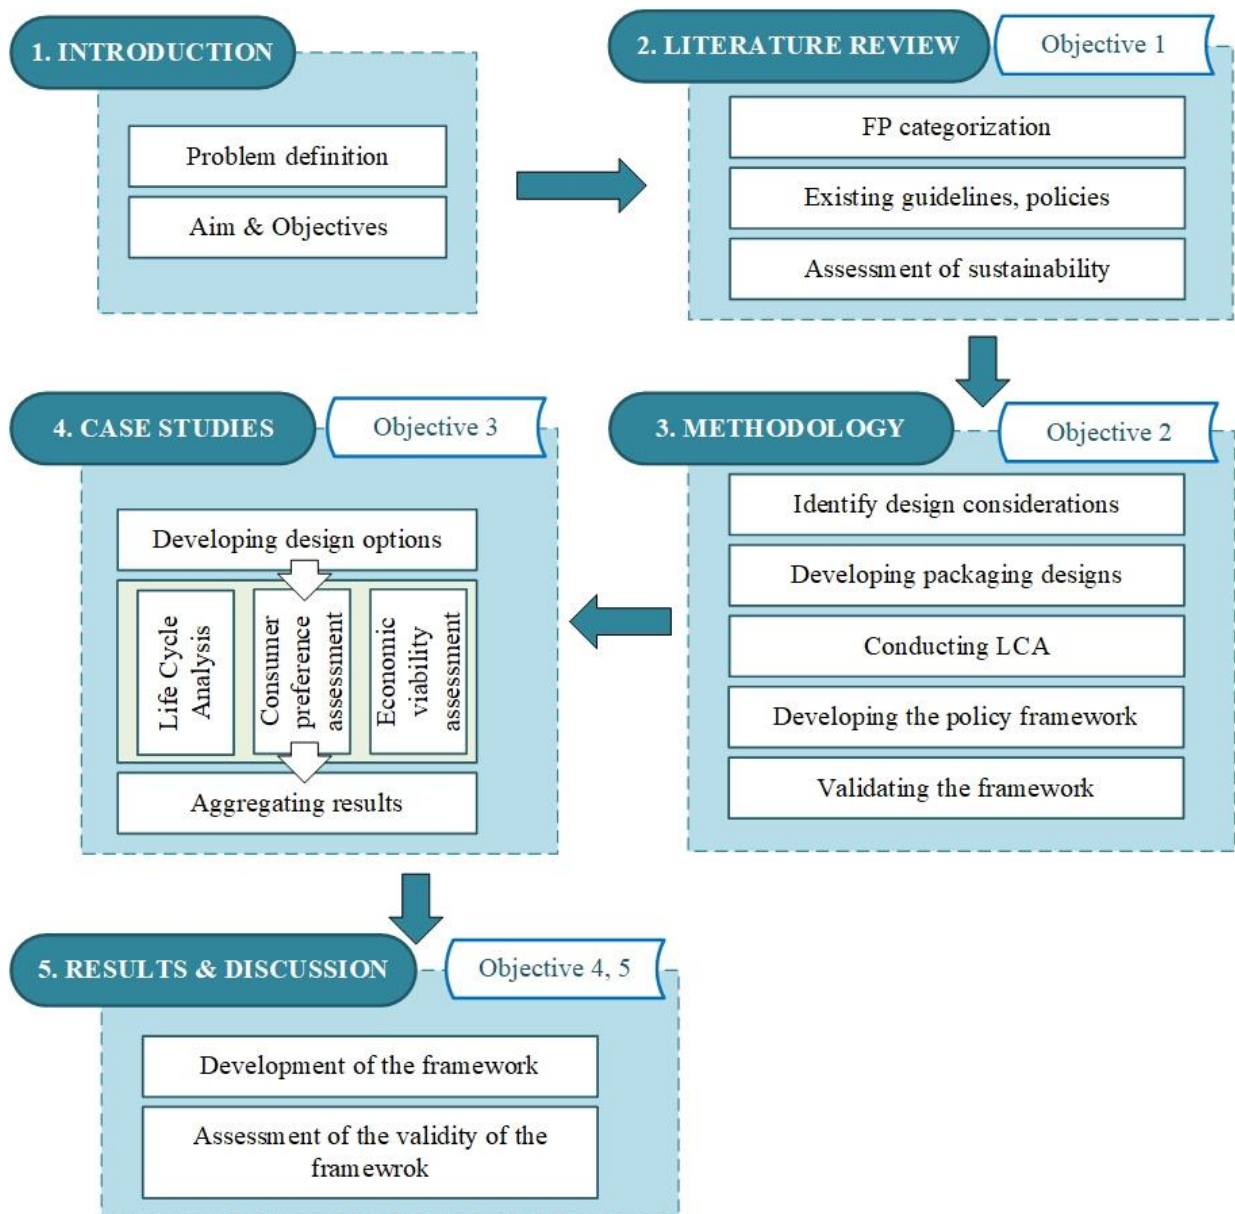 1. INTRODUCTION
Problem definition
Aim & Objectives
2. LITERATURE REVIEW
Objective 1
FP categorization
Existing guidelines, policies
Assessment of sustainability
3. METHODOLOGY
Objective 2
Identify design considerations
Developing packaging designs
Conducting LCA
Developing the policy framework
Validating the framework
4. CASE STUDIES
Objective 3
Developing design options
Life Cycle
Analysis
Consumer
preference
assessment
Economic
viability
assessment
Aggregating results
5. RESULTS & DISCUSSION
Objective 4, 5
Development of the framework
Assessment of the validity of the
framewrok